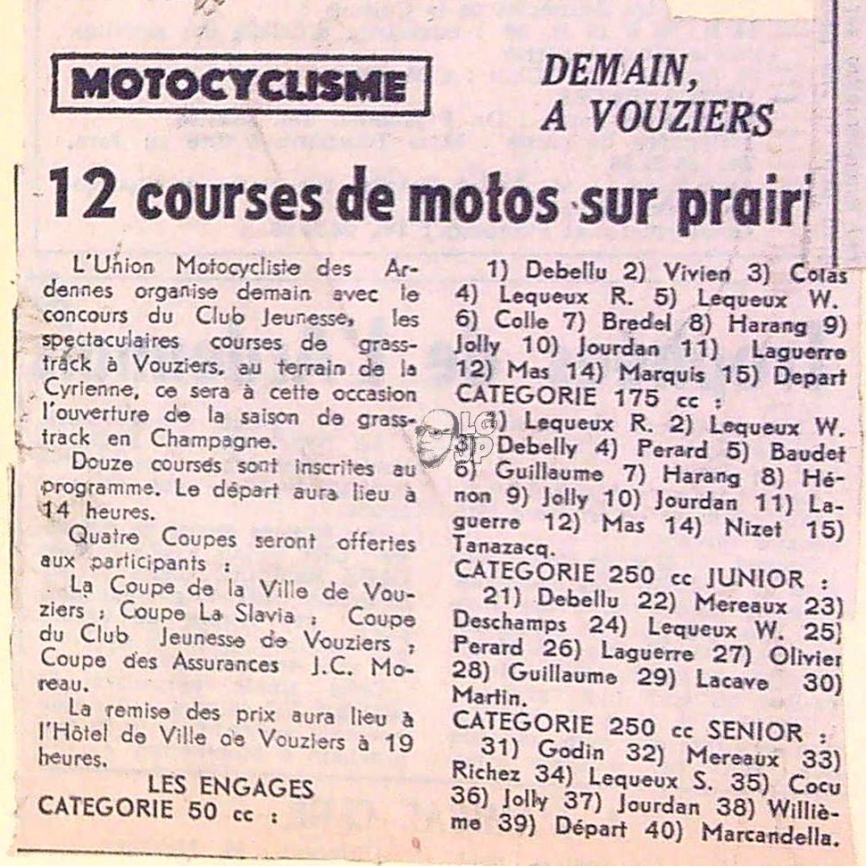 MOTOCYCLISME
DEMAIN,
A VOUZIERS
12 courses de motos sur prairi
L'Union Motocycliste des Ar-
dennes organise demain avec le
concours du Club Jeunesse, les
spectaculaires courses de grass-
track à Vouziers, au terrain de la
Cyrienne, ce sera à cette occasion
l'ouverture de la saison de grass-
track en Champagne.
Douze courses sont inscrites au
programme. Le départ aura lieu à
14 heures.
Quatre Coupes seront offertes
aux participants :
La Coupe de la Ville de Vou-
ziers ; Coupe La Slavia ; Coupe
du Club Jeunesse de Vouziers ;
Coupe des Assurances J.C. Mo-
reau.
La remise des prix aura lieu à
l'Hôtel de Ville de Vouziers à 19
heures.
LES ENGAGES
CATEGORIE 50 cc :
1) Debellu 2) Vivien 3) Colas
4) Lequeux R. 5) Lequeux W.
6) Colle 7) Bredel 8) Harang 9)
Jolly 10) Jourdan 11) Laguerre
12) Mas 14) Marquis 15) Depart
CATEGORIE 175 cc :
1) Lequeux R. 2) Lequeux W.
3) Debelly 4) Perard 5) Baudet
6) Guillaume 7) Harang 8) Hé-
non 9) Jolly 10) Jourdan 11) La-
guerre 12) Mas 14) Nizet 15)
Tanazacq.
CATEGORIE 250 cc JUNIOR :
21) Debellu 22) Mereaux 23)
Deschamps 24) Lequeux W. 25)
Perard 26) Laguerre 27) Olivier
28) Guillaume 29) Lacave 30)
Martin.
CATEGORIE 250 cc SENIOR :
31) Godin 32) Mereaux 33)
Richez 34) Lequeux S. 35) Cocu
36) Jolly 37) Jourdan 38) Williè-
me 39) Départ 40) Marcandella.
LG
JP